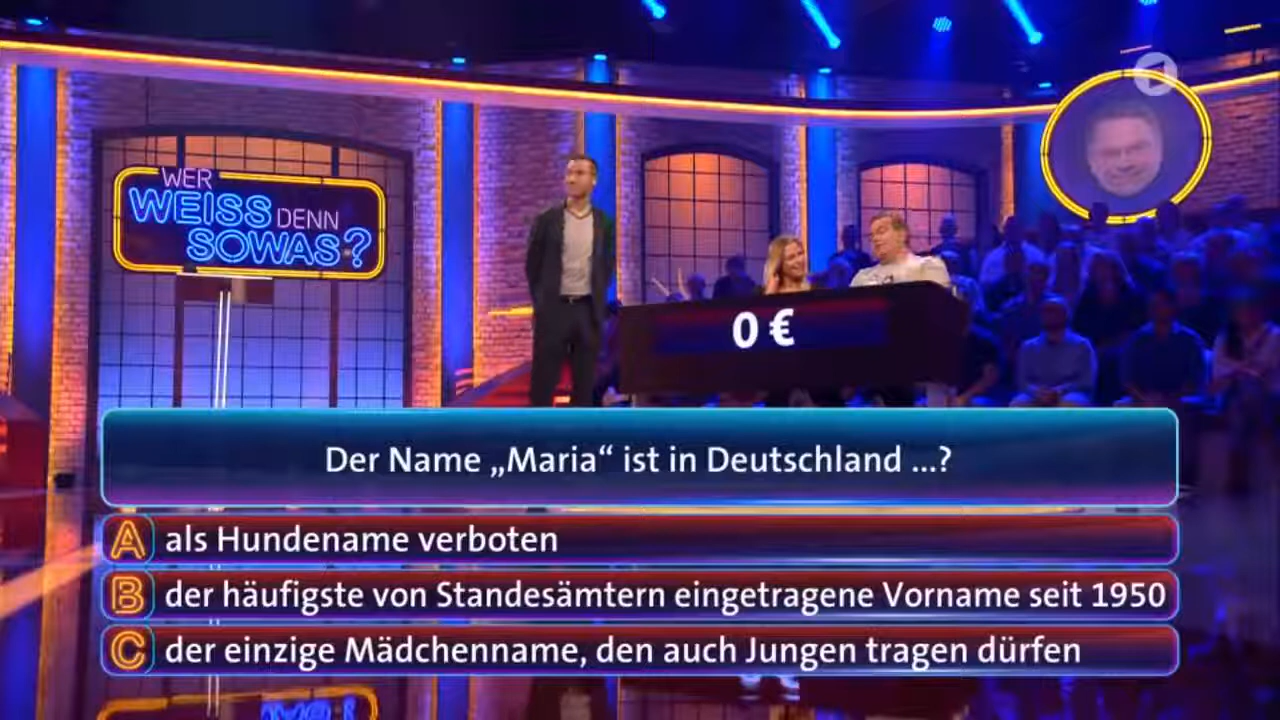 WER
WEISS DENN
SOWAS?
0 €
Der Name „Maria“ ist in Deutschland ...?
A als Hundename verboten
B der häufigste von Standesämtern eingetragene Vorname seit 1950
C der einzige Mädchenname, den auch Jungen tragen dürfen